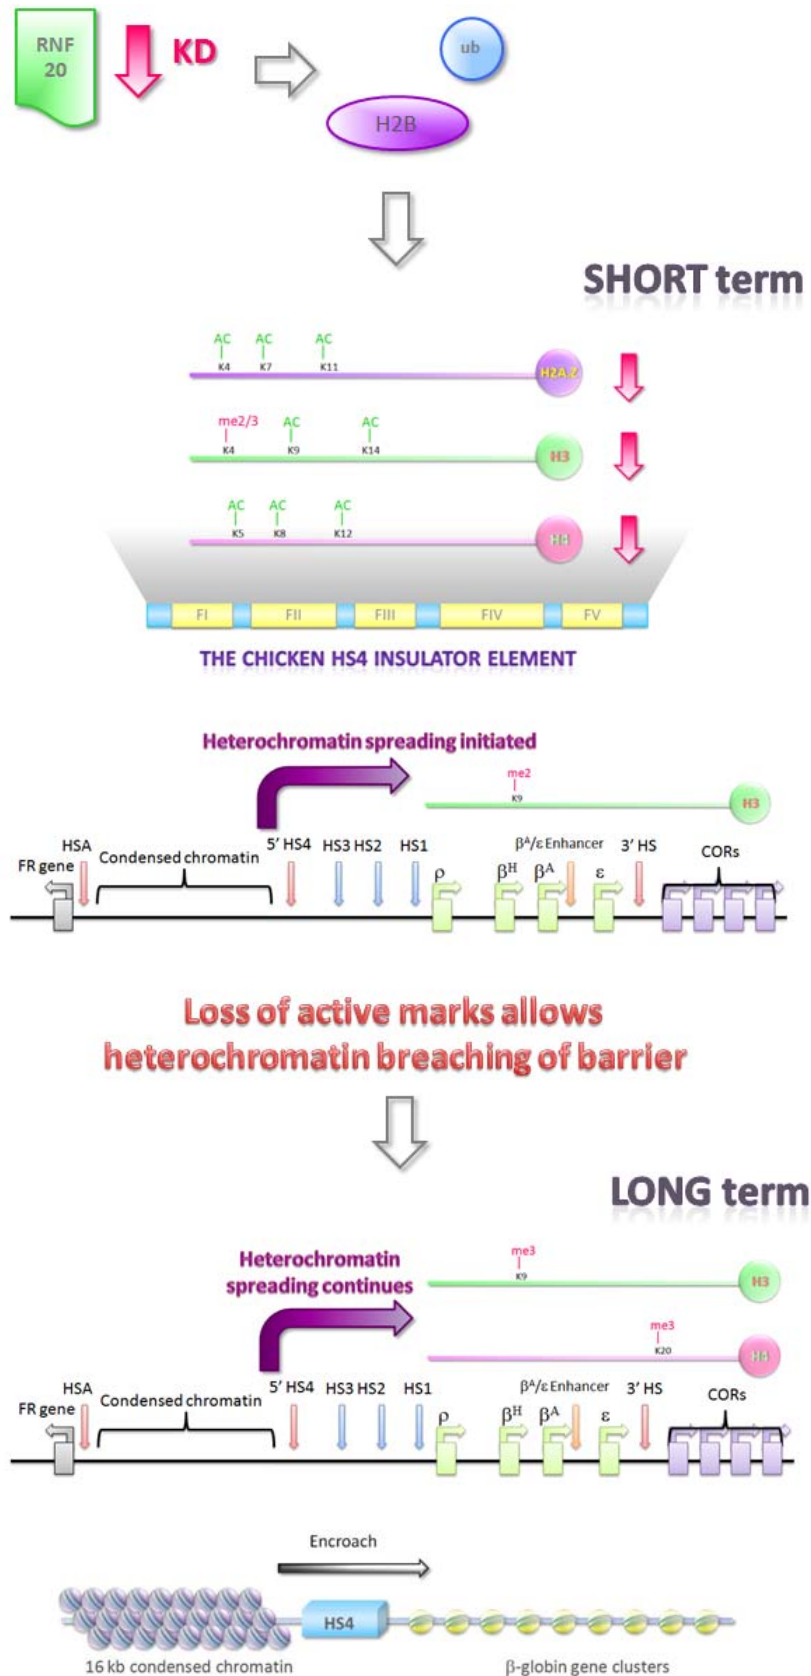 RNF
20
KD
ub
H2B
SHORT term
AC AC AC
K4 K7 K11
H2A.Z
me2/3 AC AC
K4 K9 K14
H3
AC AC AC
K5 K8 K12
H4
FI FII FIII FIV FV
THE CHICKEN HS4 INSULATOR ELEMENT
Heterochromatin spreading initiated
me2
K9
H3
HSA
FR gene
Condensed chromatin
5' HS4 HS3 HS2 HS1
βᴬ/ε Enhancer
3' HS
CORs
ρ βᴴ βᴬ ε
Loss of active marks allows
heterochromatin breaching of barrier
LONG term
Heterochromatin
spreading continues
me3
K9
H3
me3
K20
H4
HSA
FR gene
Condensed chromatin
5' HS4 HS3 HS2 HS1
βᴬ/ε Enhancer
3' HS
CORs
ρ βᴴ βᴬ ε
Encroach
HS4
16 kb condensed chromatin
β-globin gene clusters